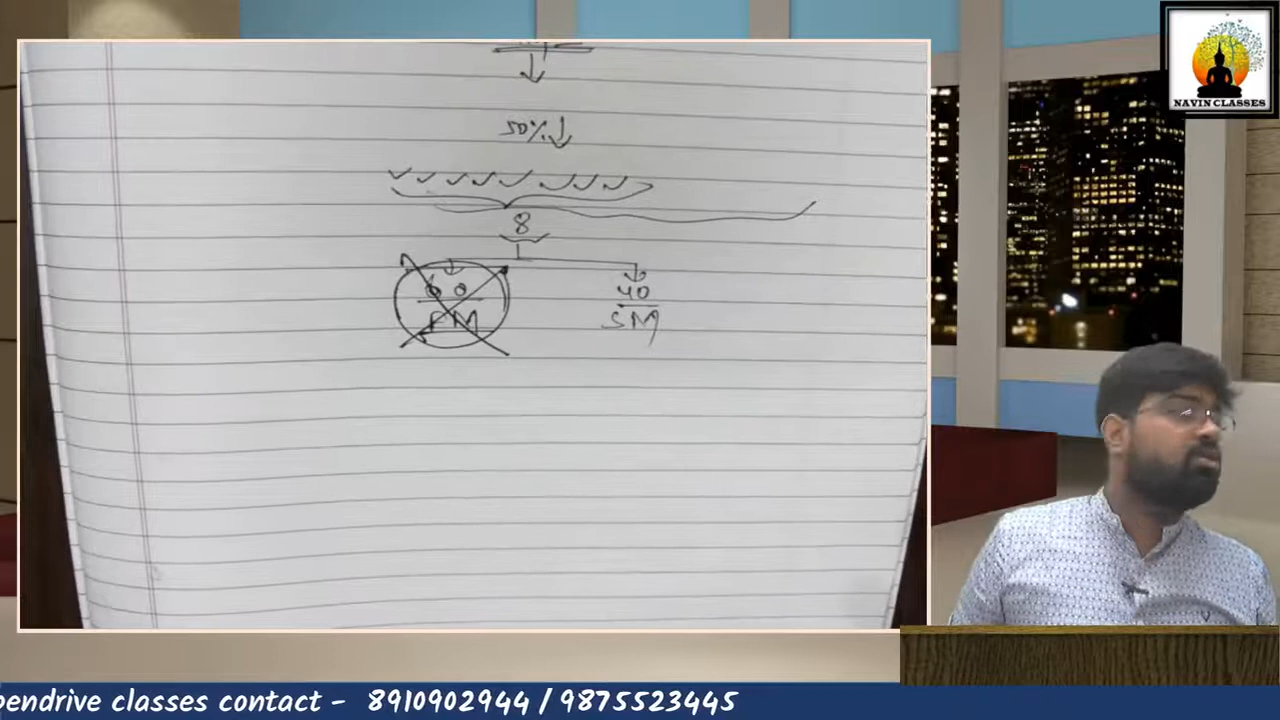 NAVIN CLASSES
50% ↓
8
60 40
FM SM
pendrive classes contact - 8910902944 / 9875523445